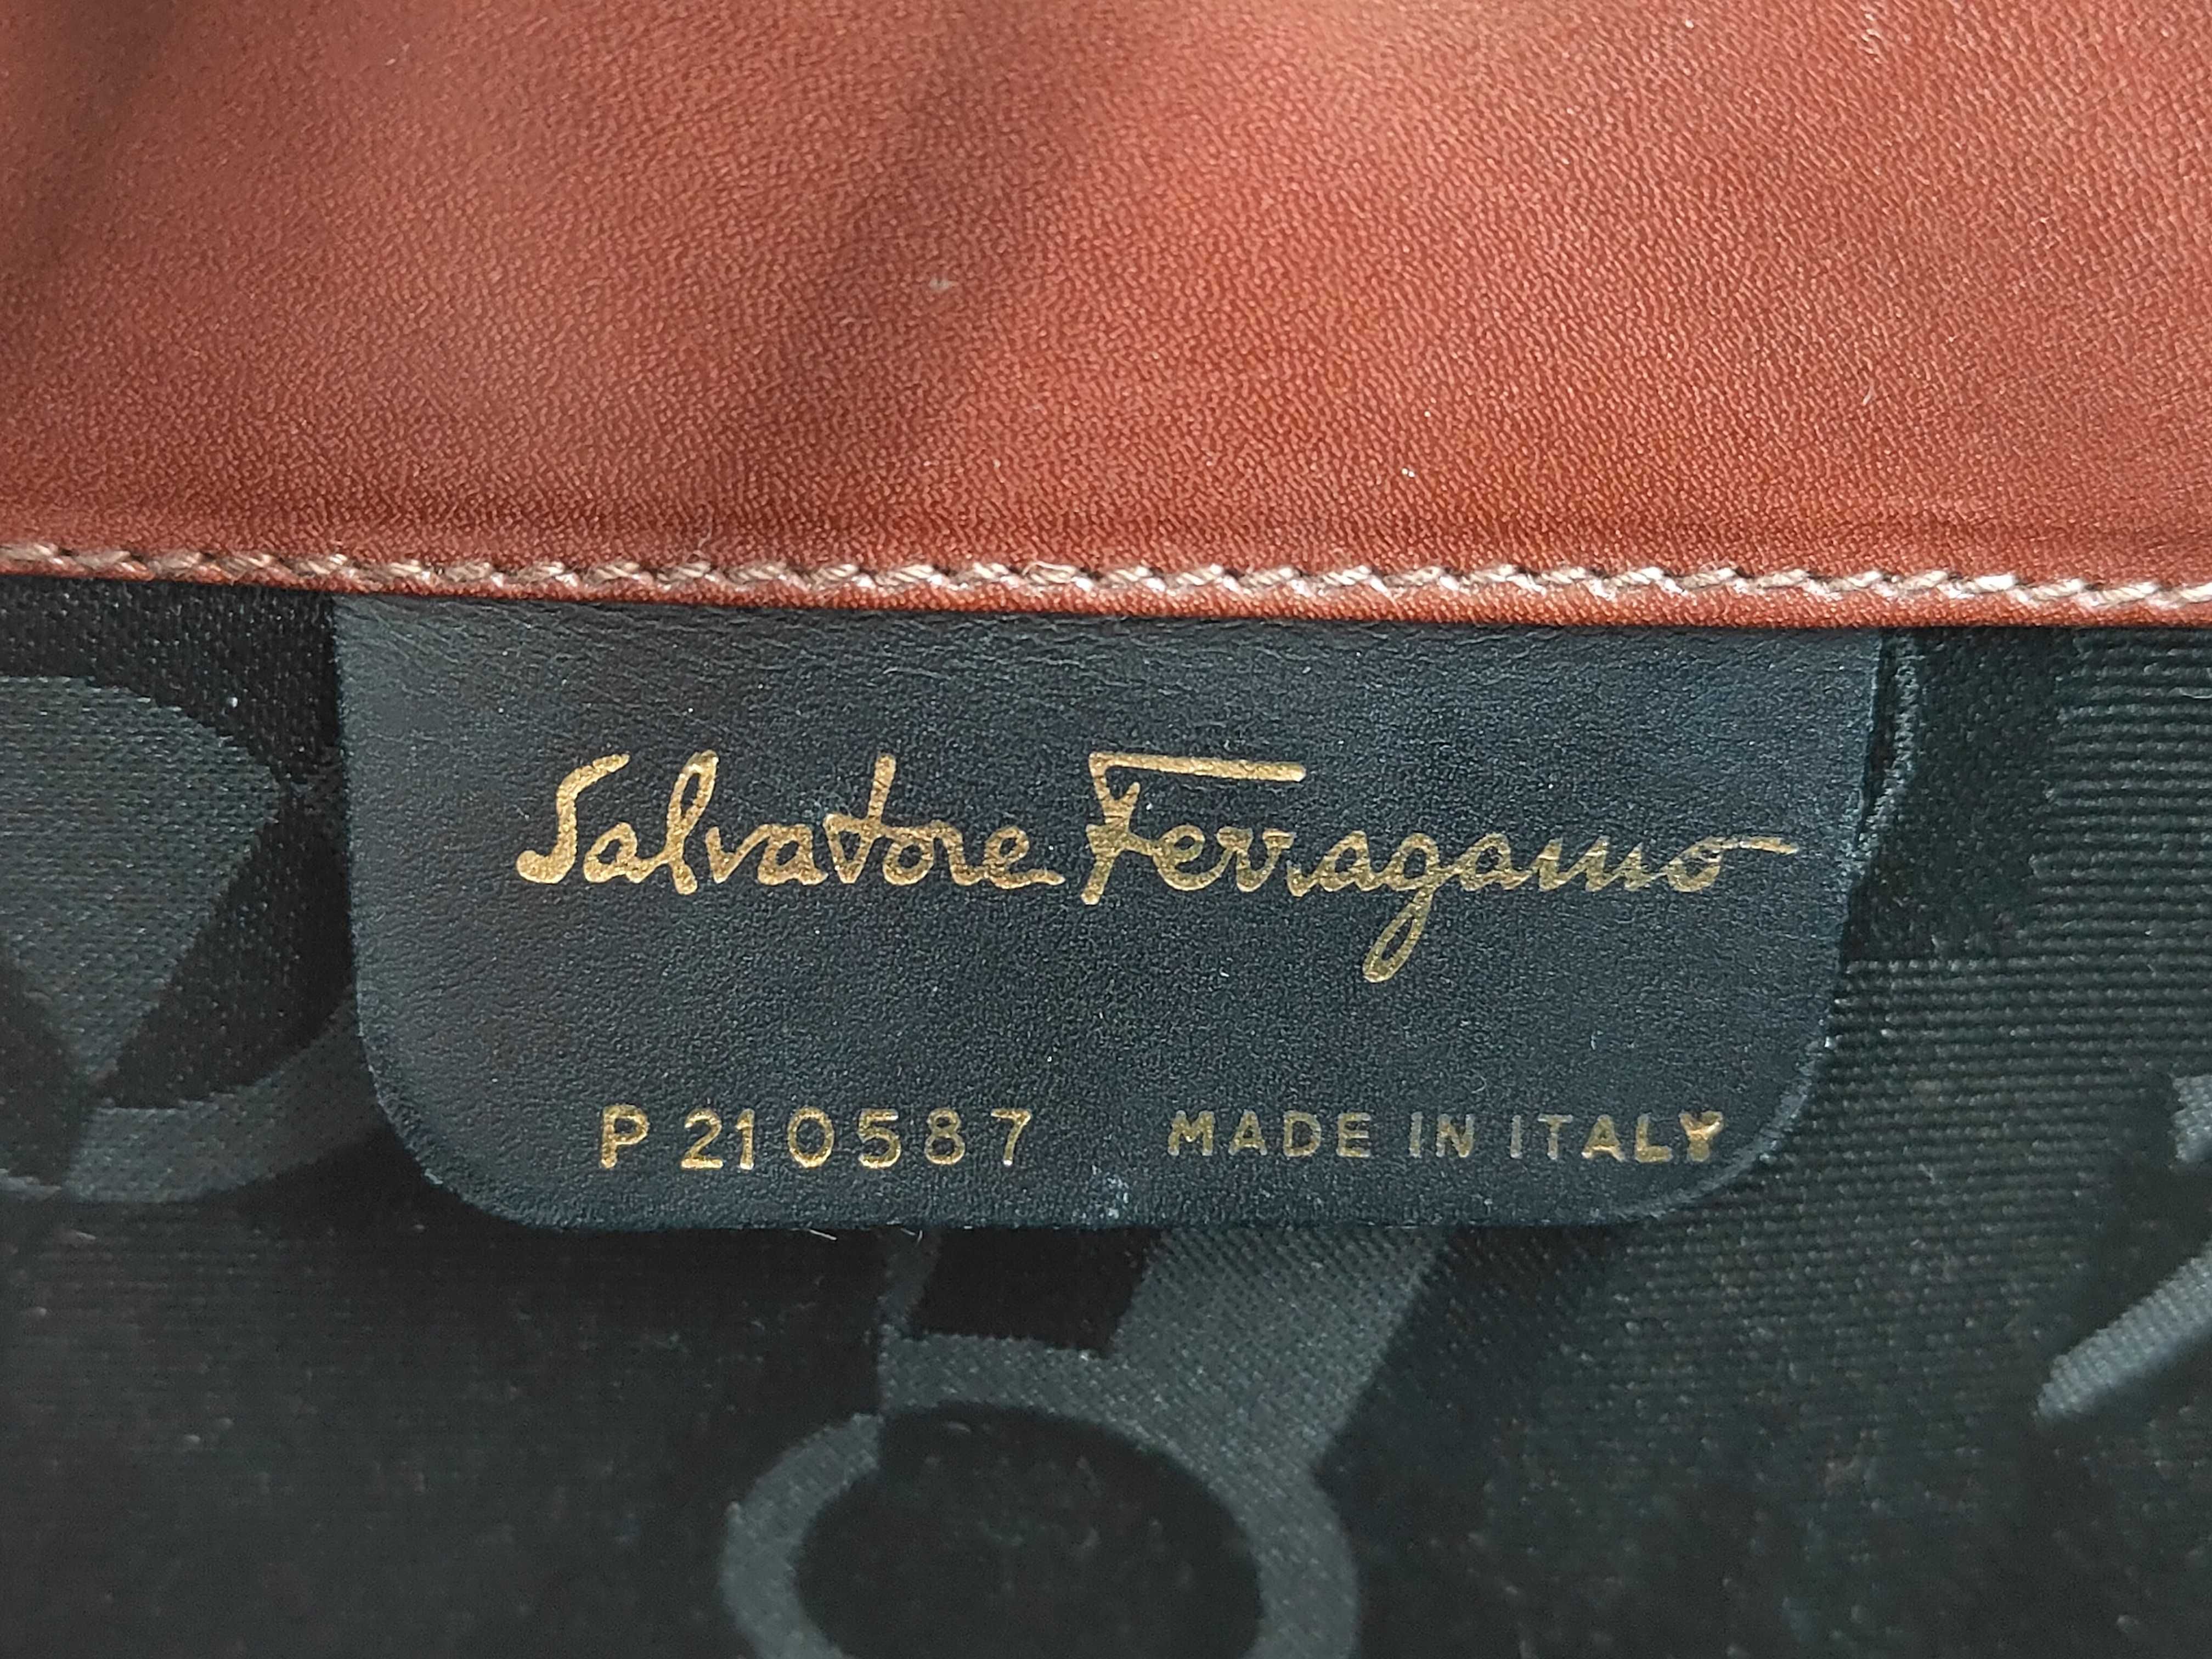 Salvatore Ferragamo
P 210587 MADE IN ITALY